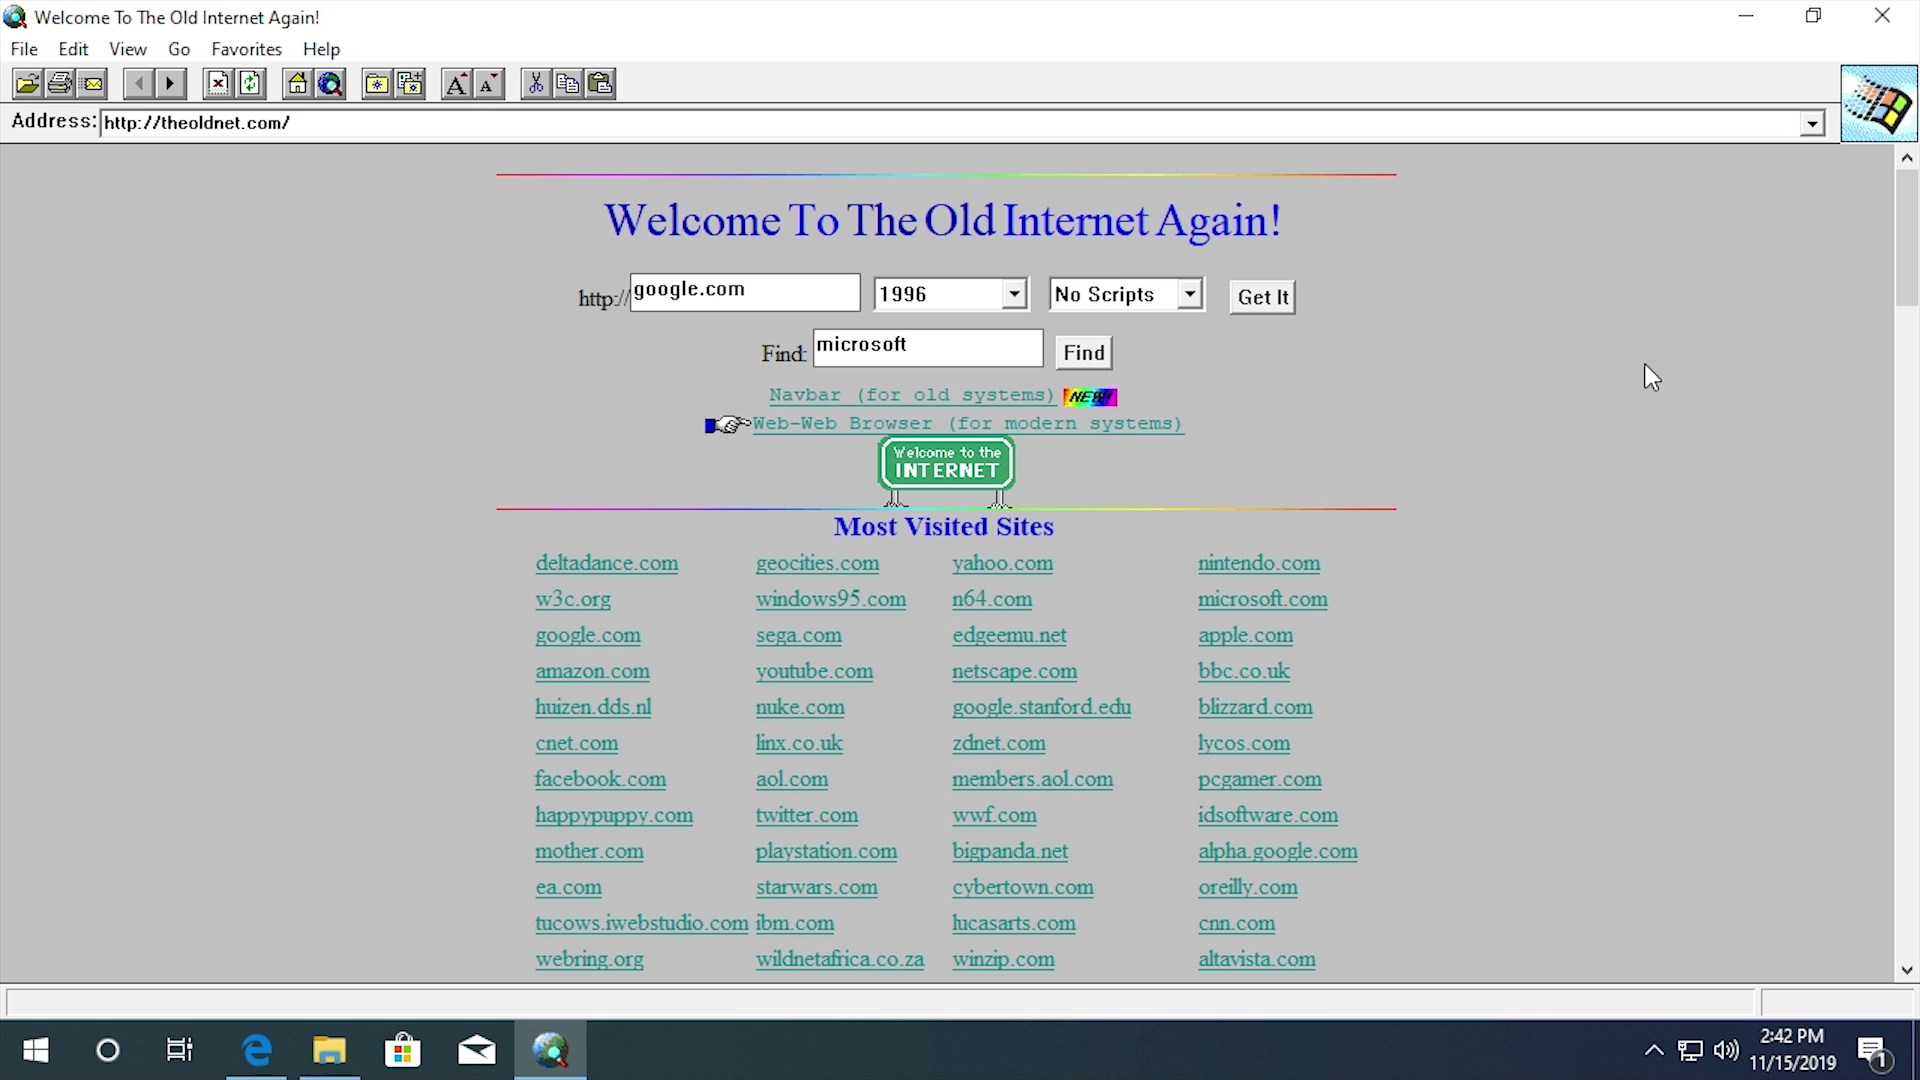 Welcome To The Old Internet Again!
File Edit View Go Favorites Help
Address: http://theoldnet.com/
Welcome To The Old Internet Again!
http:// google.com 1996 No Scripts Get It
Find: microsoft Find
Navbar (for old systems) NEW!
Web-Web Browser (for modern systems)
Welcome to the
INTERNET
Most Visited Sites
deltadance.com geocities.com yahoo.com nintendo.com
w3c.org windows95.com n64.com microsoft.com
google.com sega.com edgeemu.net apple.com
amazon.com youtube.com netscape.com bbc.co.uk
huizen.dds.nl nuke.com google.stanford.edu blizzard.com
cnet.com linx.co.uk zdnet.com lycos.com
facebook.com aol.com members.aol.com pcgamer.com
happypuppy.com twitter.com wwf.com idsoftware.com
mother.com playstation.com bigpanda.net alpha.google.com
ea.com starwars.com cybertown.com oreilly.com
tucows.iwebstudio.com ibm.com lucasarts.com cnn.com
webring.org wildnetafrica.co.za winzip.com altavista.com
2:42 PM
11/15/2019
1